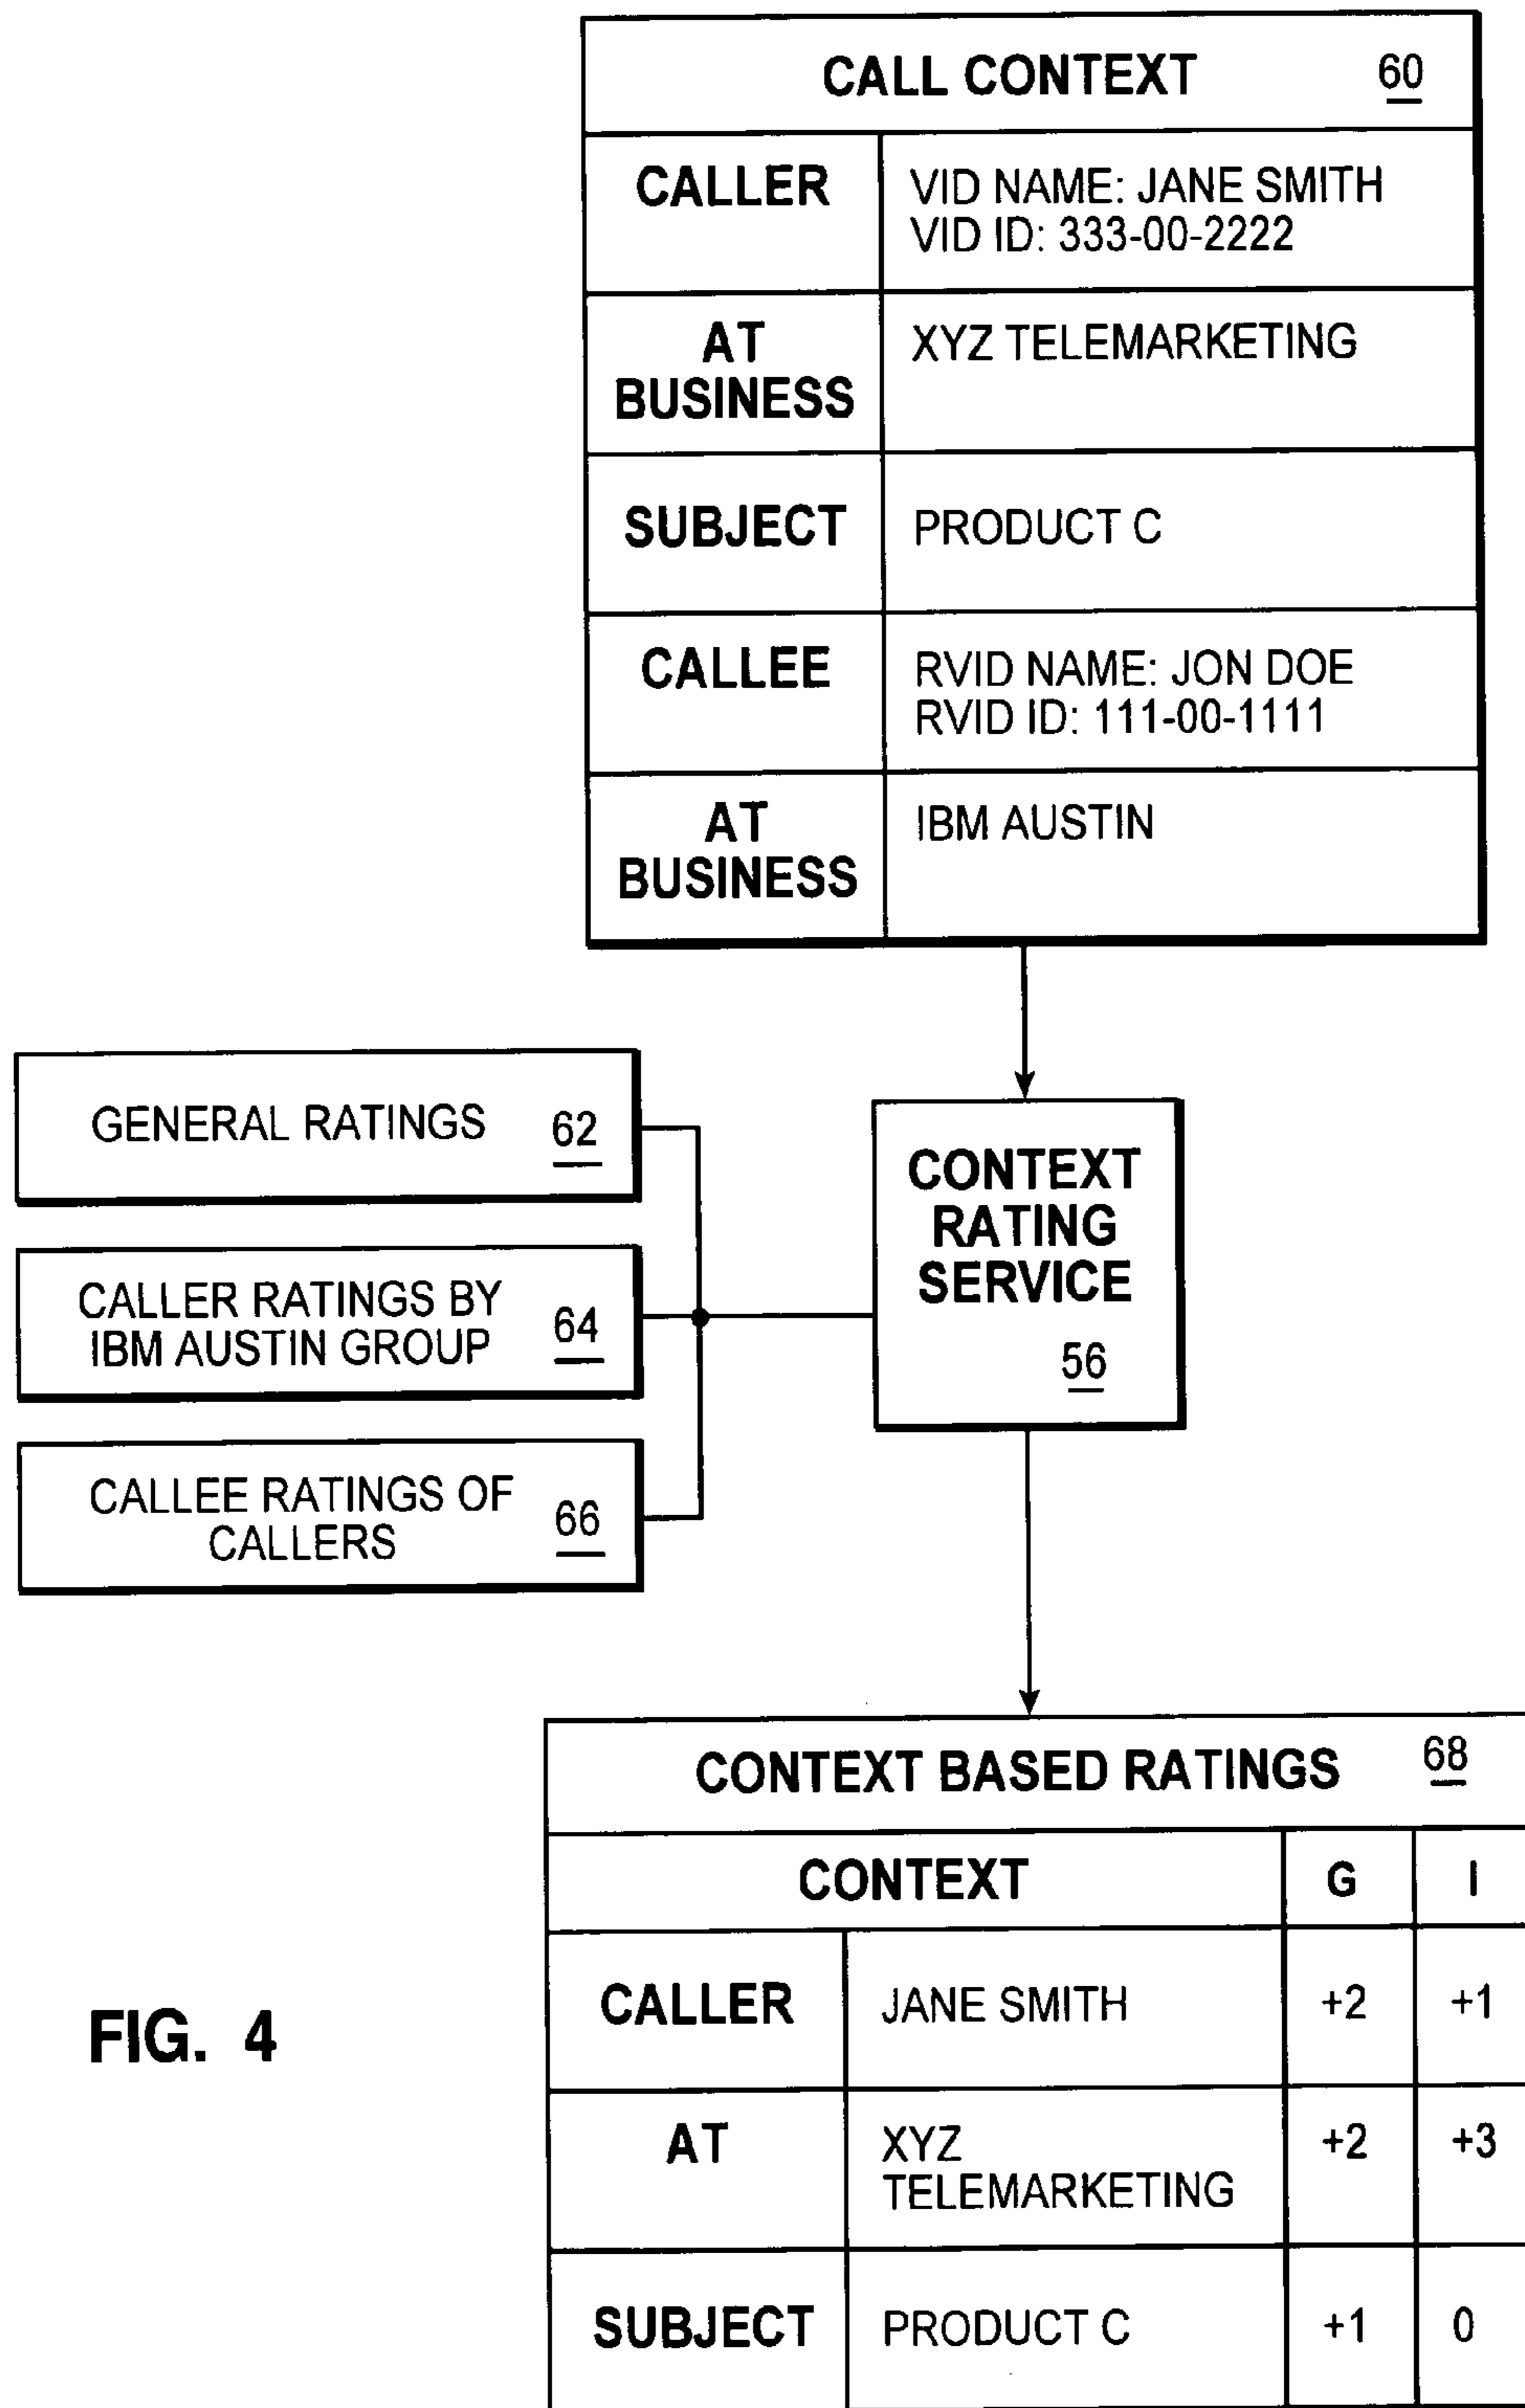 CALL CONTEXT 60
CALLER
VID NAME: JANE SMITH
VID ID: 333-00-2222
AT
BUSINESS
XYZ TELEMARKETING
SUBJECT
PRODUCT C
CALLEE
RVID NAME: JON DOE
RVID ID: 111-00-1111
AT
BUSINESS
IBM AUSTIN
GENERAL RATINGS 62
CALLER RATINGS BY
IBM AUSTIN GROUP 64
CALLEE RATINGS OF
CALLERS 66
CONTEXT
RATING
SERVICE
56
CONTEXT BASED RATINGS 68
CONTEXT G I
CALLER JANE SMITH +2 +1
AT XYZ
TELEMARKETING +2 +3
SUBJECT PRODUCT C +1 0
FIG. 4